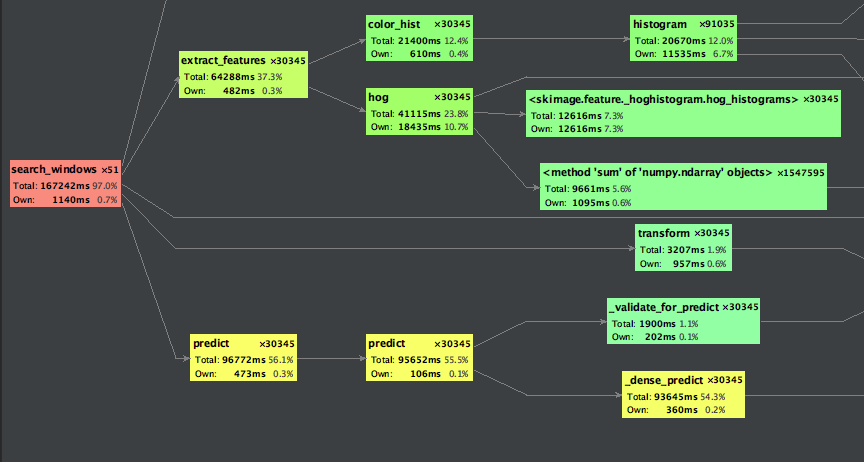 color_hist ×30345
Total: 21400ms 12.4%
Own: 610ms 0.4%
histogram ×91035
Total: 20670ms 12.0%
Own: 11535ms 6.7%
extract_features ×30345
Total: 64288ms 37.3%
Own: 482ms 0.3%
hog ×30345
Total: 41115ms 23.8%
Own: 18435ms 10.7%
<skimage.feature._hoghistogram.hog_histograms> ×30345
Total: 12616ms 7.3%
Own: 12616ms 7.3%
search_windows ×51
Total: 167242ms 97.0%
Own: 1140ms 0.7%
<method 'sum' of 'numpy.ndarray' objects> ×1547595
Total: 9661ms 5.6%
Own: 1095ms 0.6%
transform ×30345
Total: 3207ms 1.9%
Own: 957ms 0.6%
_validate_for_predict ×30345
Total: 1900ms 1.1%
Own: 202ms 0.1%
predict ×30345
Total: 96772ms 56.1%
Own: 473ms 0.3%
predict ×30345
Total: 95652ms 55.5%
Own: 106ms 0.1%
_dense_predict ×30345
Total: 93645ms 54.3%
Own: 360ms 0.2%